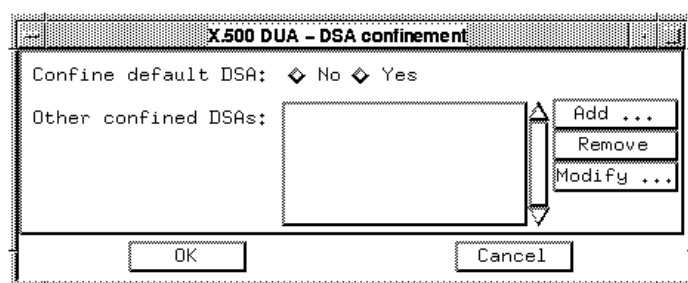 X.500 DUA – DSA confinement
Confine default DSA: No Yes
Other confined DSAs:
Add ...
Remove
Modify ...
OK
Cancel